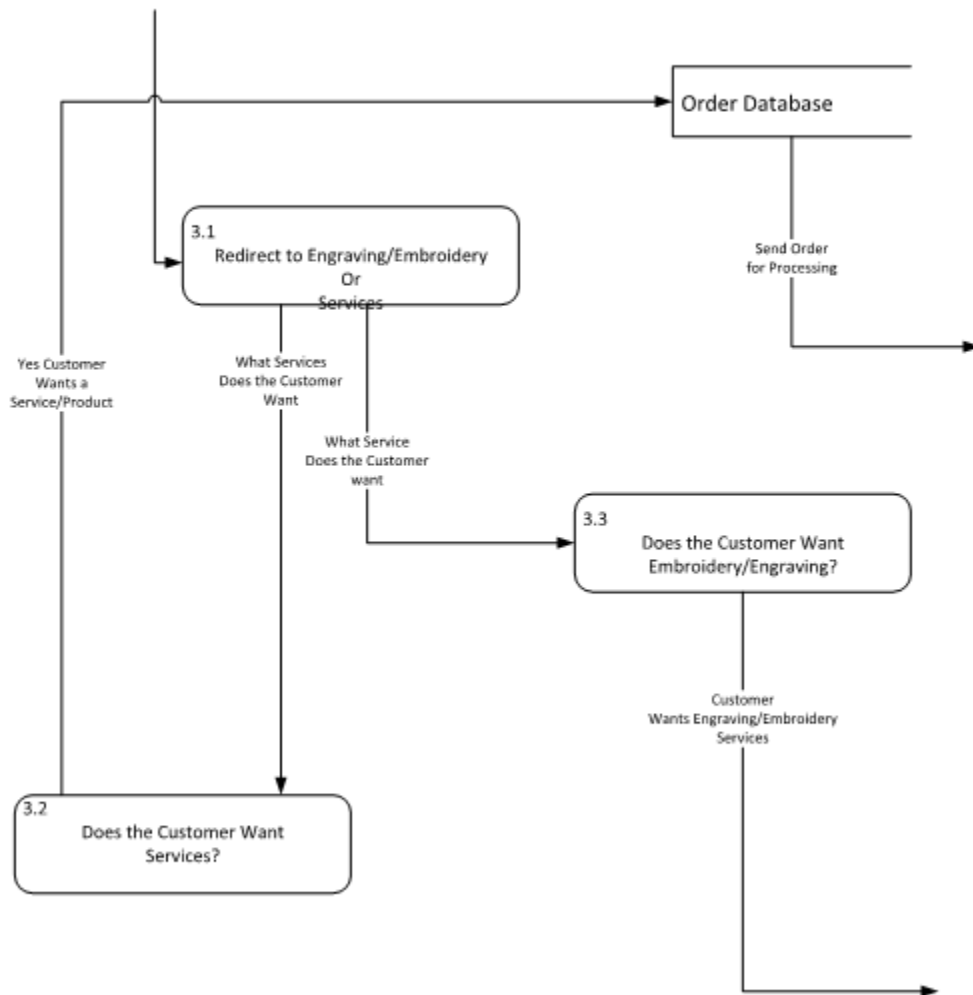 Order Database
3.1
Redirect to Engraving/Embroidery
Or
Services
Send Order
for Processing
Yes Customer
Wants a
Service/Product
What Services
Does the Customer
Want
What Service
Does the Customer
want
3.3
Does the Customer Want
Embroidery/Engraving?
Customer
Wants Engraving/Embroidery
Services
3.2
Does the Customer Want
Services?